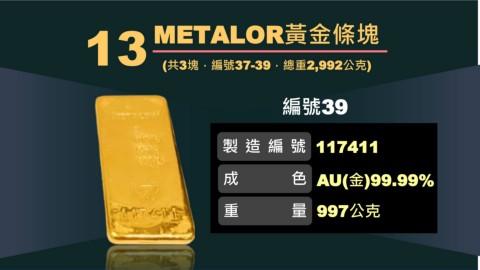 13 METALOR黃金條塊
(共3塊．編號37-39．總重2,992公克)
編號39
製造編號 117411
成色 AU(金)99.99%
重量 997公克